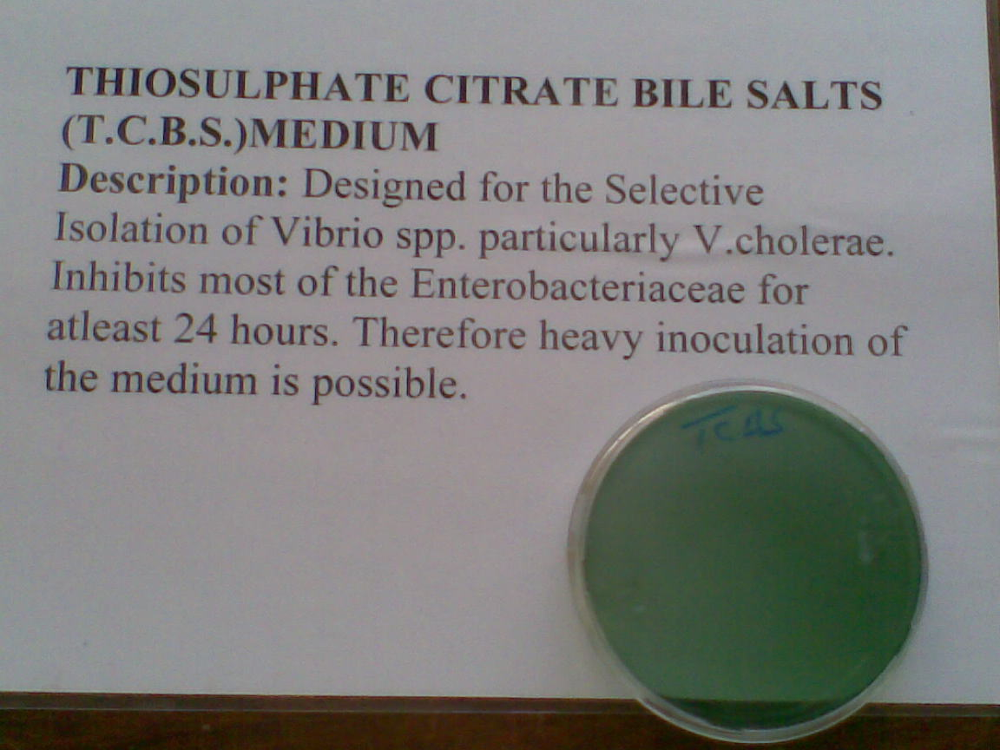 THIOSULPHATE CITRATE BILE SALTS
(T.C.B.S.)MEDIUM
Description: Designed for the Selective
Isolation of Vibrio spp. particularly V.cholerae.
Inhibits most of the Enterobacteriaceae for
atleast 24 hours. Therefore heavy inoculation of
the medium is possible.
TCBS